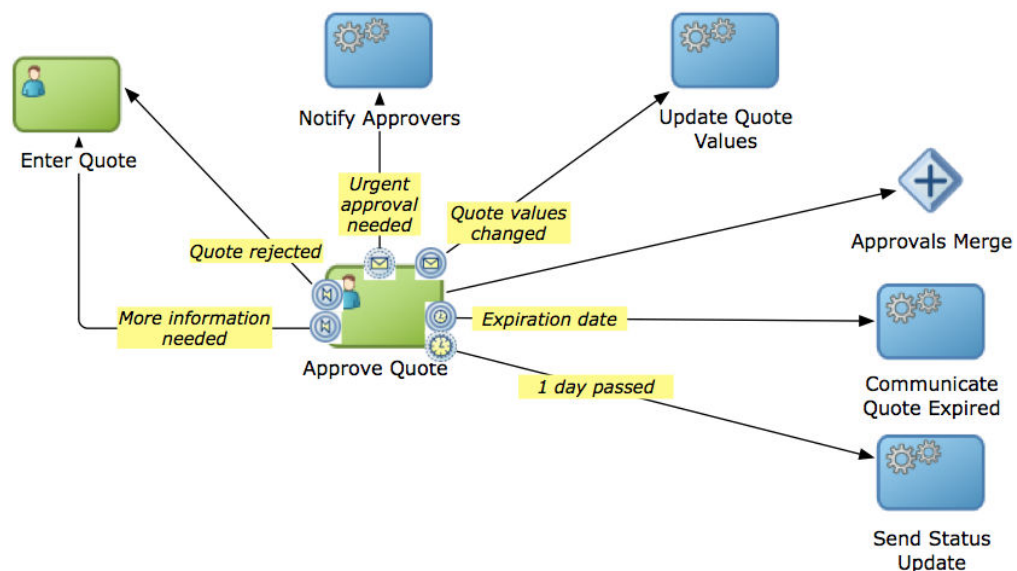 Notify Approvers
Update Quote
Values
Enter Quote
Urgent
approval
needed
Quote values
changed
Quote rejected
Approvals Merge
More information
needed
Expiration date
Approve Quote
1 day passed
Communicate
Quote Expired
Send Status
Update